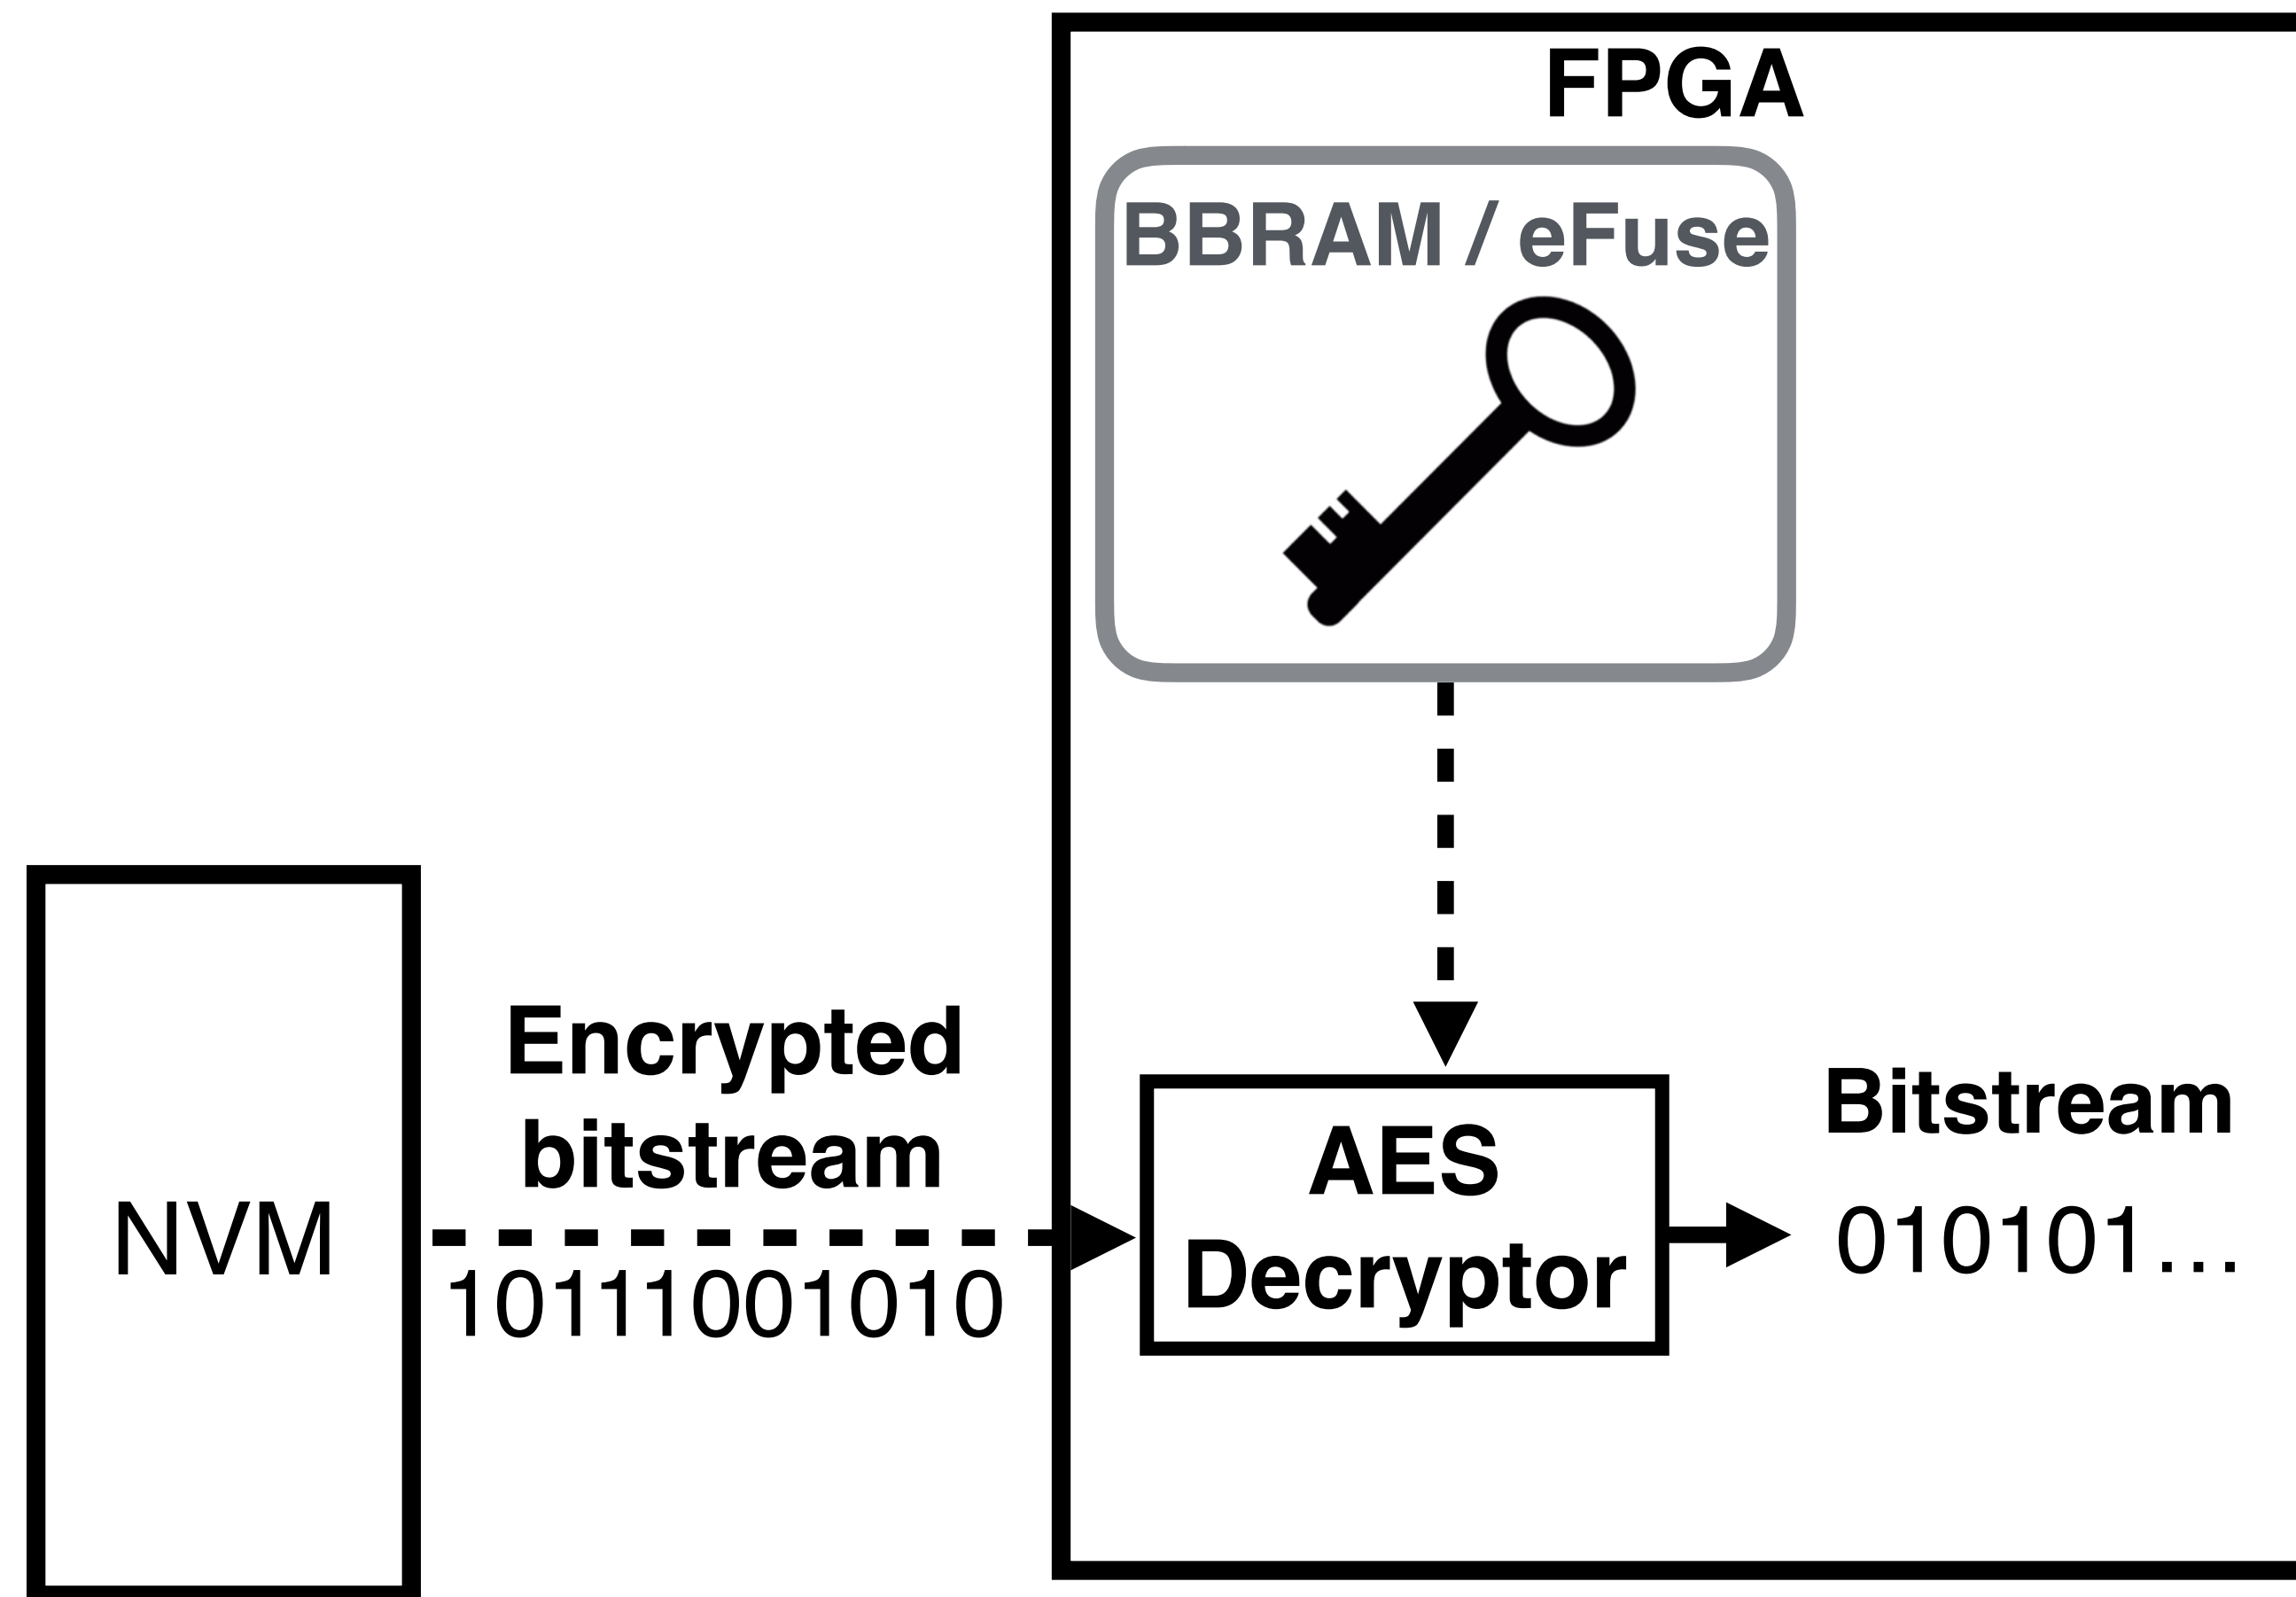 FPGA
BBRAM / eFuse
Encrypted
bitstream
NVM
10111001010
AES
Decryptor
Bitstream
010101...